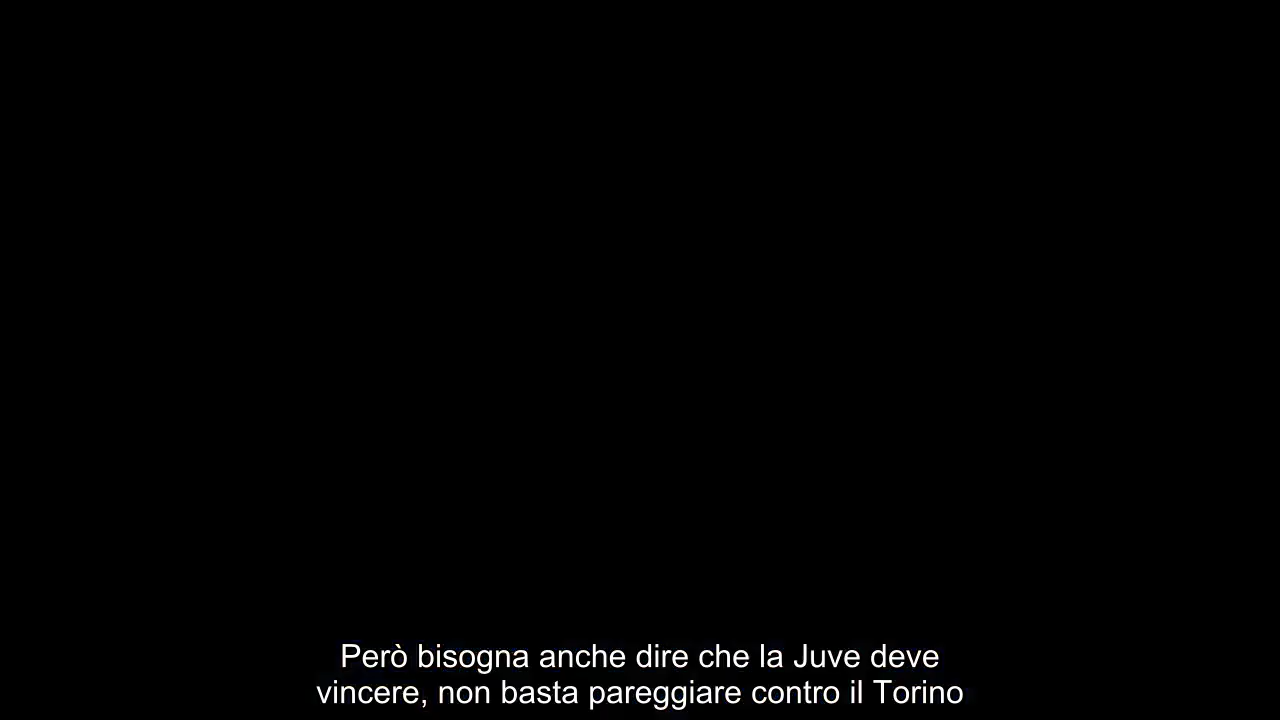 Però bisogna anche dire che la Juve deve
vincere, non basta pareggiare contro il Torino